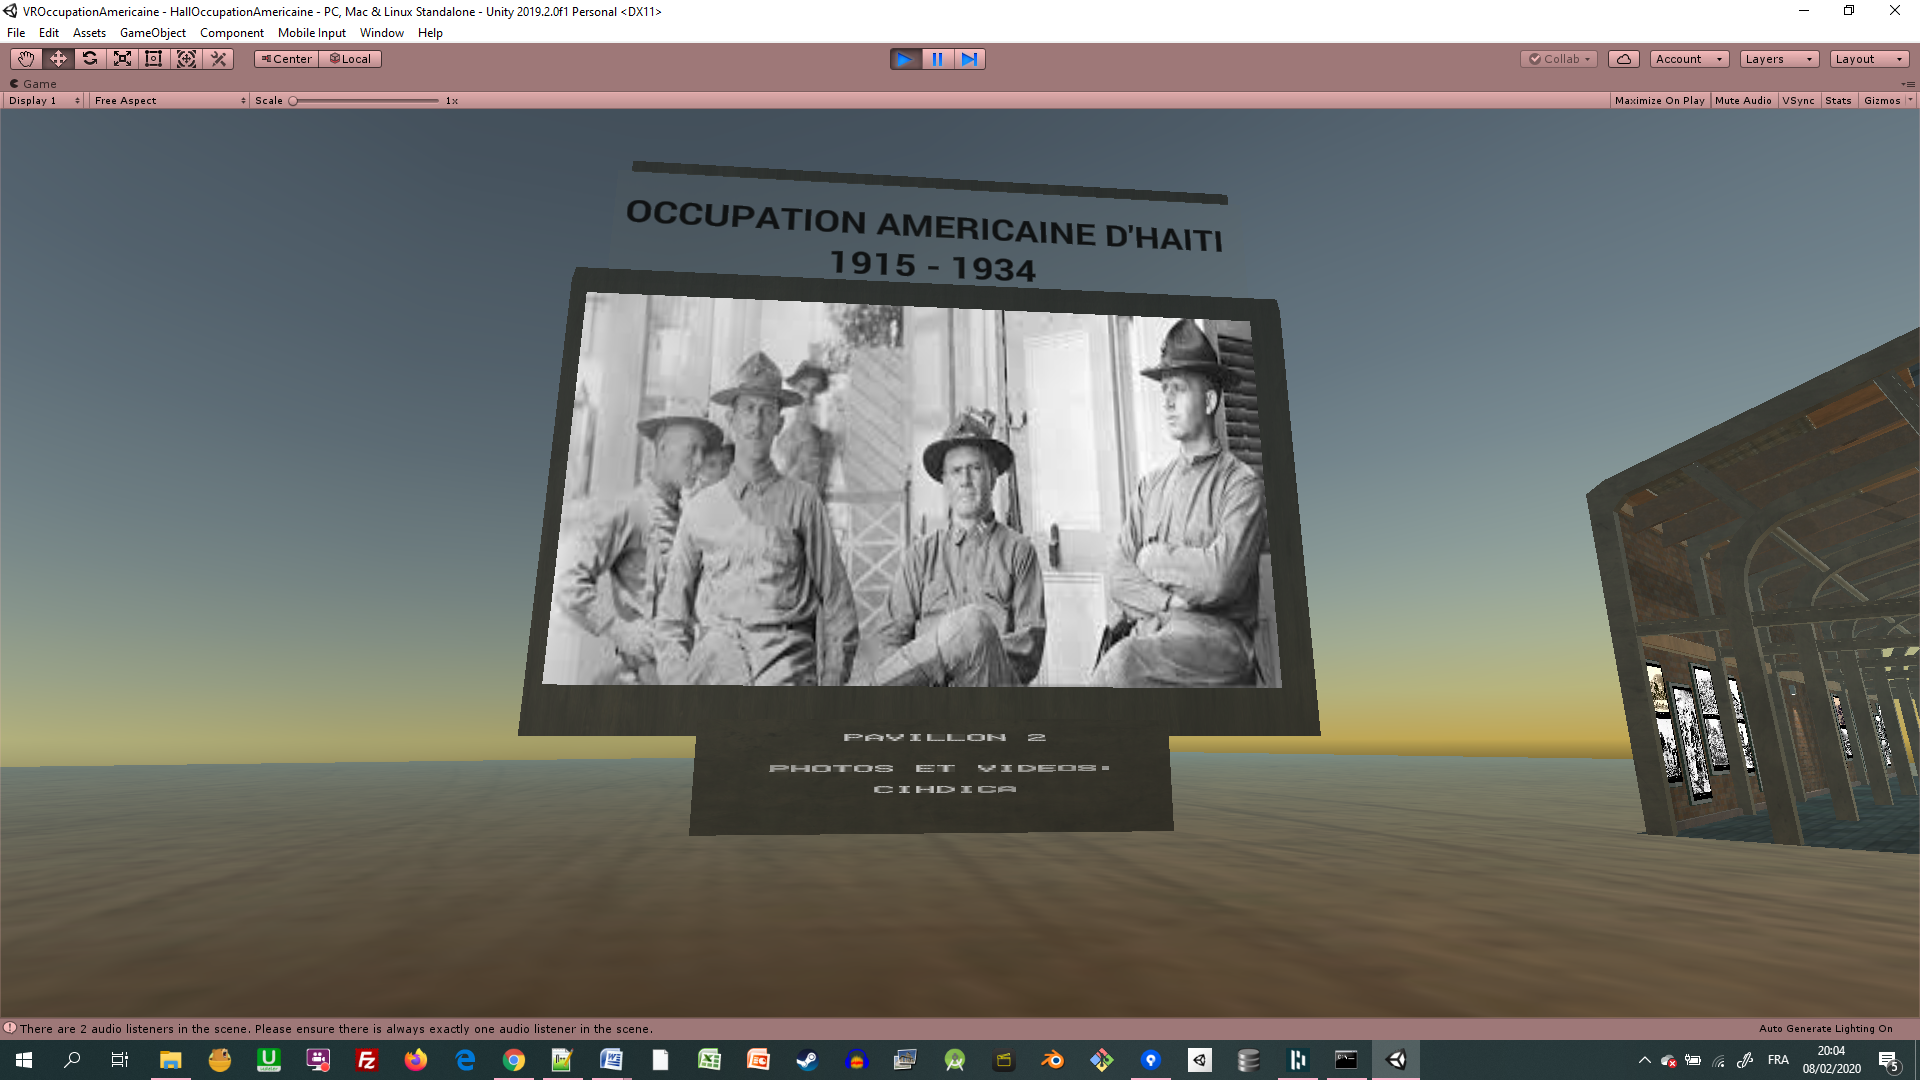 VROccupationAmericaine - HallOccupationAmericaine - PC, Mac & Linux Standalone - Unity 2019.2.0f1 Personal <DX11>
File Edit Assets GameObject Component Mobile Input Window Help
Center Local Collab Account Layers Layout
Game
Display 1 Free Aspect Scale 1x Maximize On Play Mute Audio VSync Stats Gizmos
OCCUPATION AMERICAINE D'HAITI
1915 - 1934
PAVILLON 2
PHOTOS ET VIDEOS:
CIHDICA
There are 2 audio listeners in the scene. Please ensure there is always exactly one audio listener in the scene.
Auto Generate Lighting On
FRA
20:04
08/02/2020
5